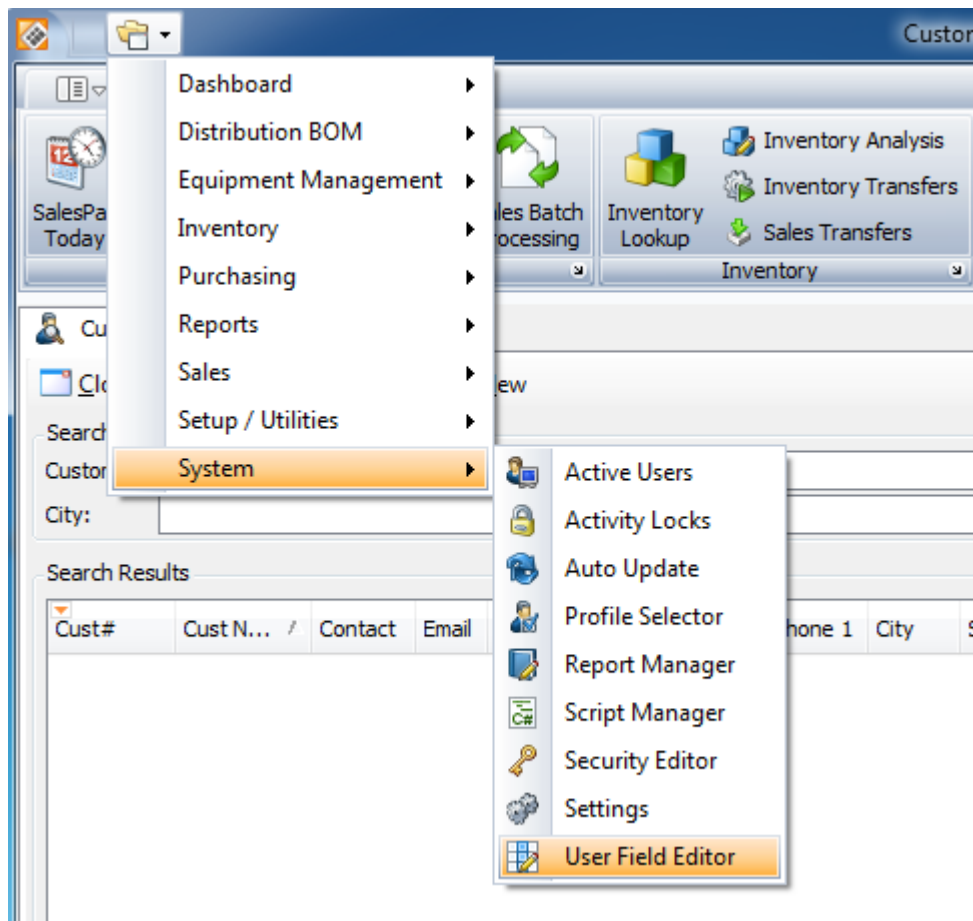 Custor
Dashboard
Distribution BOM
Equipment Management
Inventory
Purchasing
Reports
Sales
Setup / Utilities
System
SalesPa
Today
les Batch
ocessing
Inventory
Lookup
Inventory Analysis
Inventory Transfers
Sales Transfers
Inventory
Cu
Clo
ew
Search
Custor
City:
Active Users
Activity Locks
Auto Update
Profile Selector
Report Manager
Script Manager
Security Editor
Settings
User Field Editor
Search Results
Cust# Cust N... Contact Email hone 1 City S